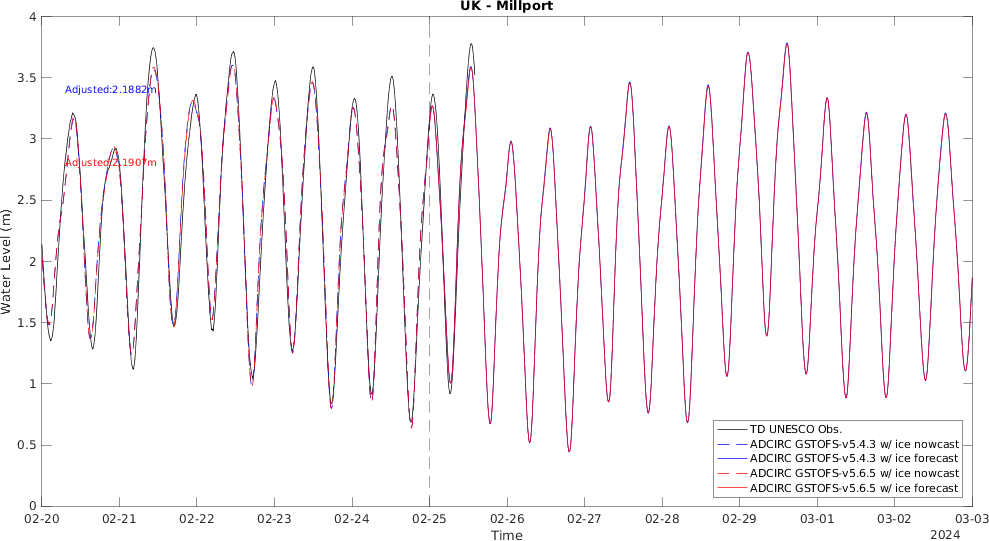 UK - Millport
4
3.5
3
2.5
2
1.5
1
0.5
0
Water Level (m)
Adjusted:2.1882m
Adjusted:2.1907m
TD UNESCO Obs.
ADCIRC GSTOFS-v5.4.3 w/ ice nowcast
ADCIRC GSTOFS-v5.4.3 w/ ice forecast
ADCIRC GSTOFS-v5.6.5 w/ ice nowcast
ADCIRC GSTOFS-v5.6.5 w/ ice forecast
02-20 02-21 02-22 02-23 02-24 02-25 02-26 02-27 02-28 02-29 03-01 03-02 03-03
Time
2024